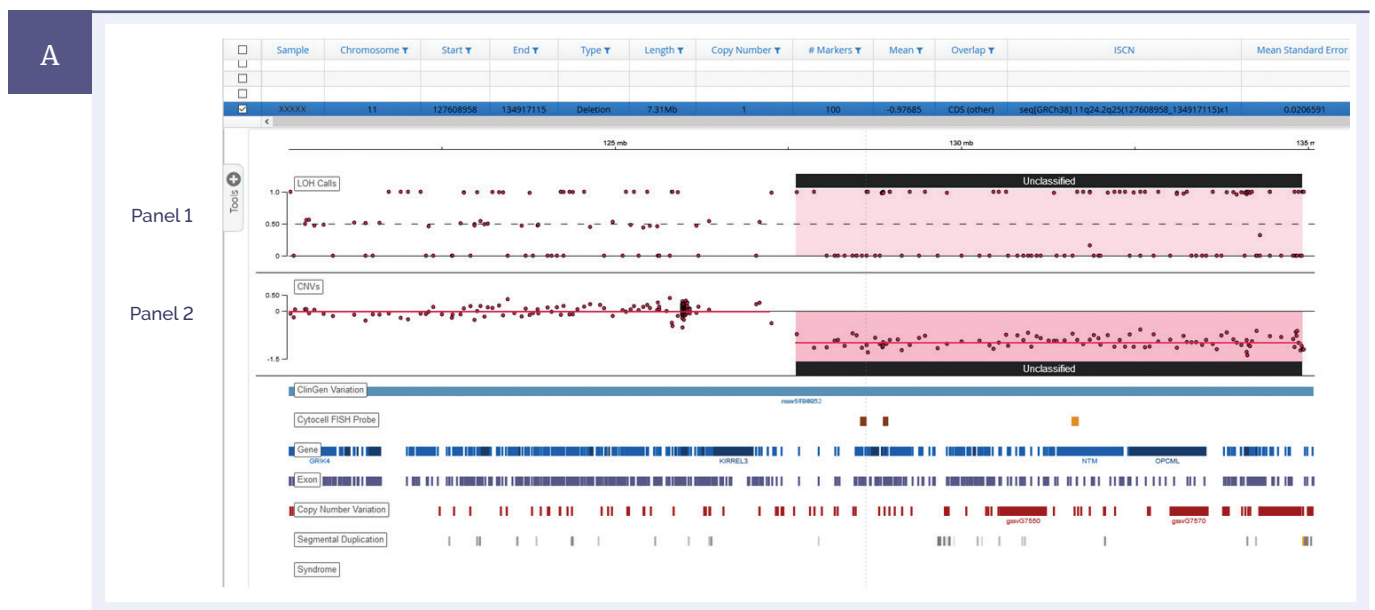 A
Sample Chromosome Start End Type Length Copy Number # Markers Mean Overlap ISCN Mean Standard Error
XXXXX 11 127608958 134917115 Deletion 7.31Mb 1 100 -0.97685 CDS (other) seq[GRCh38] 11q24.2q25(127608958_134917115)x1 0.0206591
125 mb 130 mb 135 m
Tools
Panel 1
LOH Calls
Unclassified
1.0
0.50
0
Panel 2
CNVs
0.50
0
-1.5
Unclassified
ClinGen Variation
Cytocell FISH Probe
Gene
GRIK4 KIRREL3 NTM OPCML
Exon
Copy Number Variation
gssvG7550 gssvG7570
Segmental Duplication
Syndrome